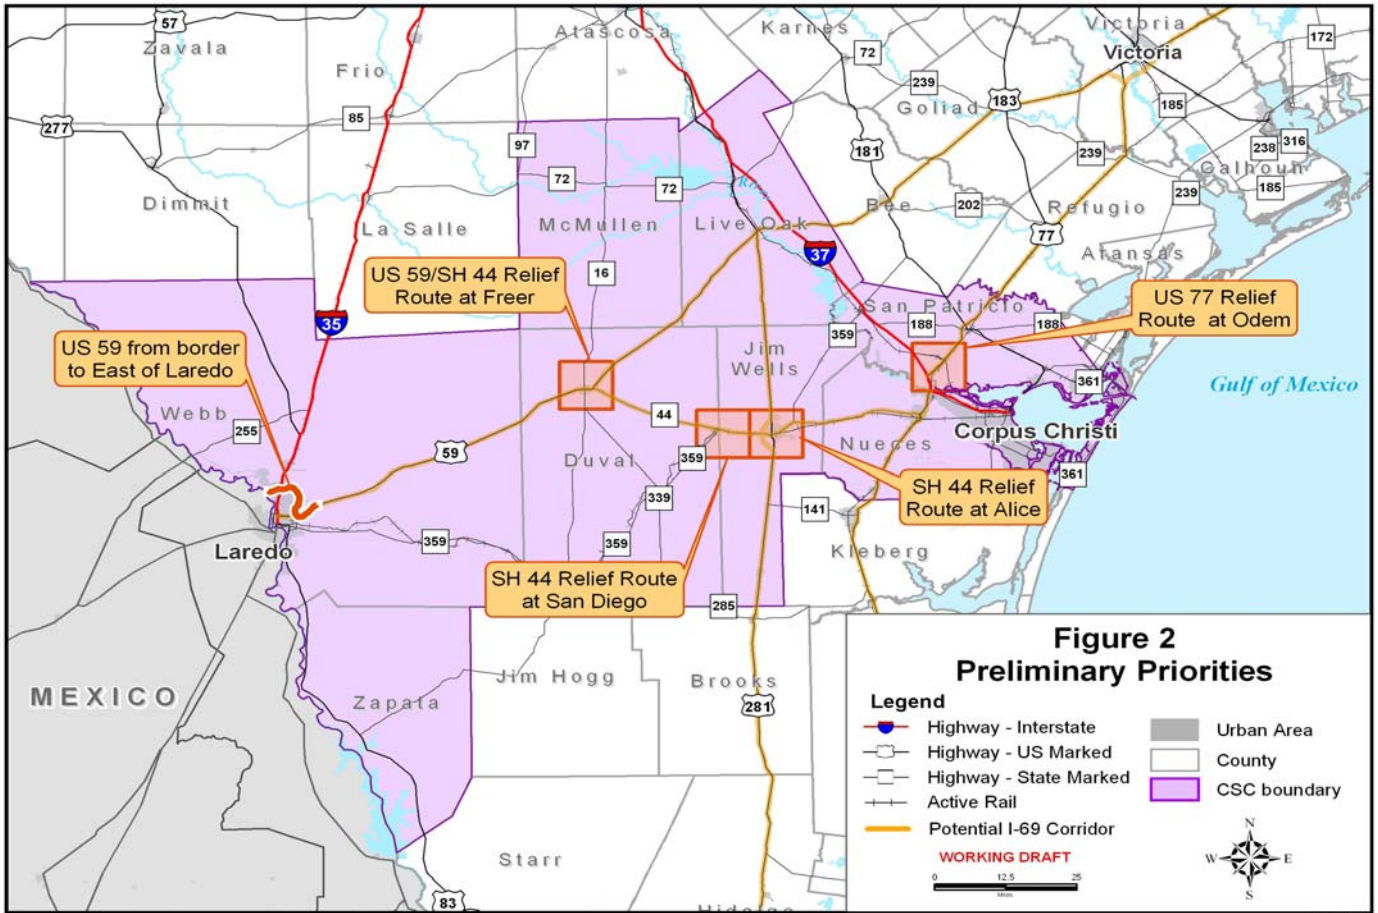 57
Zavala
Atascosa
Karnes
Victoria
Victoria
172
Frio
72
239
183
Goliad
185
277
85
97
181
239
238
316
Calhoun
72
72
185
239
Dimmit
La Salle
McMullen
Live Oak
Bee
202
Refugio
77
Aransas
37
16
US 59/SH 44 Relief
Route at Freer
San Patricio
US 77 Relief
Route at Odem
35
359
188
188
US 59 from border
to East of Laredo
Jim
Wells
361
Gulf of Mexico
Webb
255
44
59
Corpus Christi
Nueces
Duval
359
361
SH 44 Relief
Route at Alice
339
141
359
359
Laredo
Kleberg
SH 44 Relief Route
at San Diego
285
MEXICO
Zapata
Jim Hogg
Brooks
281
Starr
83
Hidalgo
Figure 2
Preliminary Priorities
Legend
Highway - Interstate
Highway - US Marked
Highway - State Marked
Active Rail
Potential I-69 Corridor
Urban Area
County
CSC boundary
WORKING DRAFT
0 12.5 25
Miles
N
W E
S